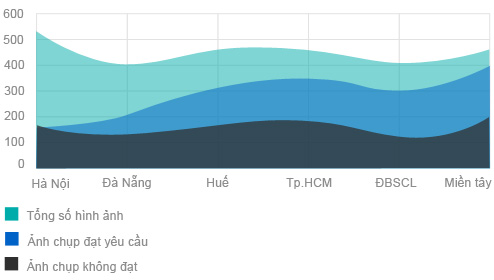 600
500
400
300
200
100
0
Hà Nội Đà Nẵng Huế Tp.HCM ĐBSCL Miền tây
Tổng số hình ảnh
Ảnh chụp đạt yêu cầu
Ảnh chụp không đạt